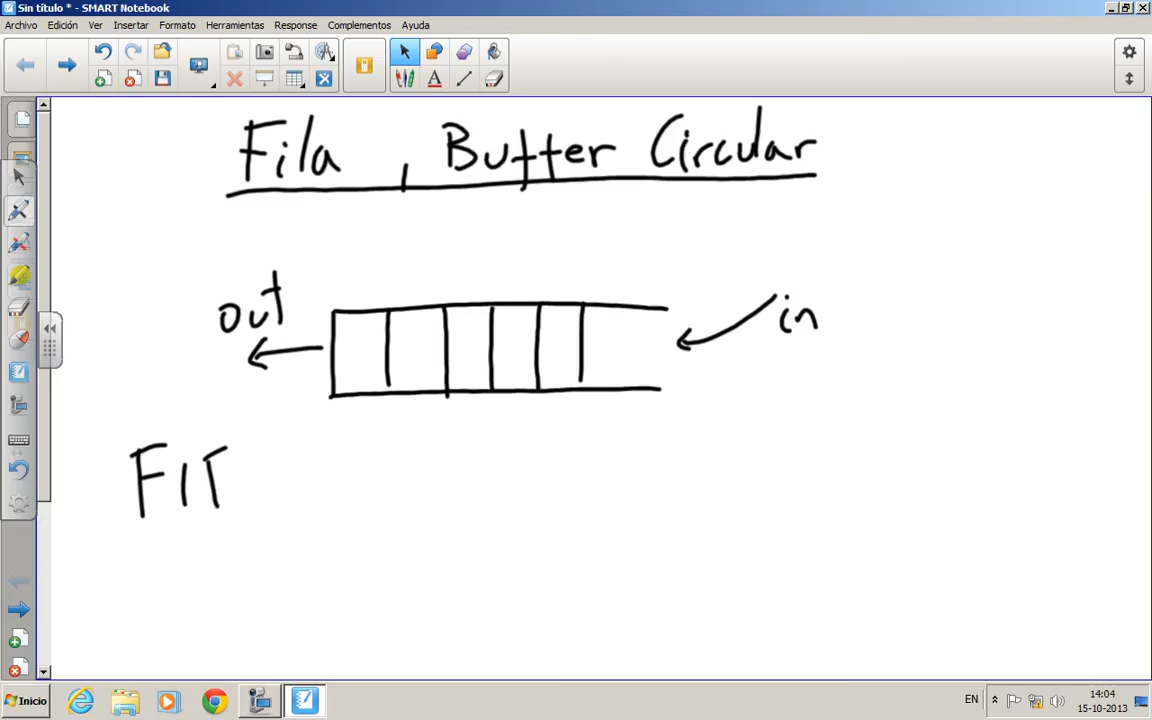 Sin título * - SMART Notebook
Archivo Edición Ver Insertar Formato Herramientas Response Complementos Ayuda
Fila , Buffer Circular
out
in
FIT
Inicio
EN
14:04
15-10-2013